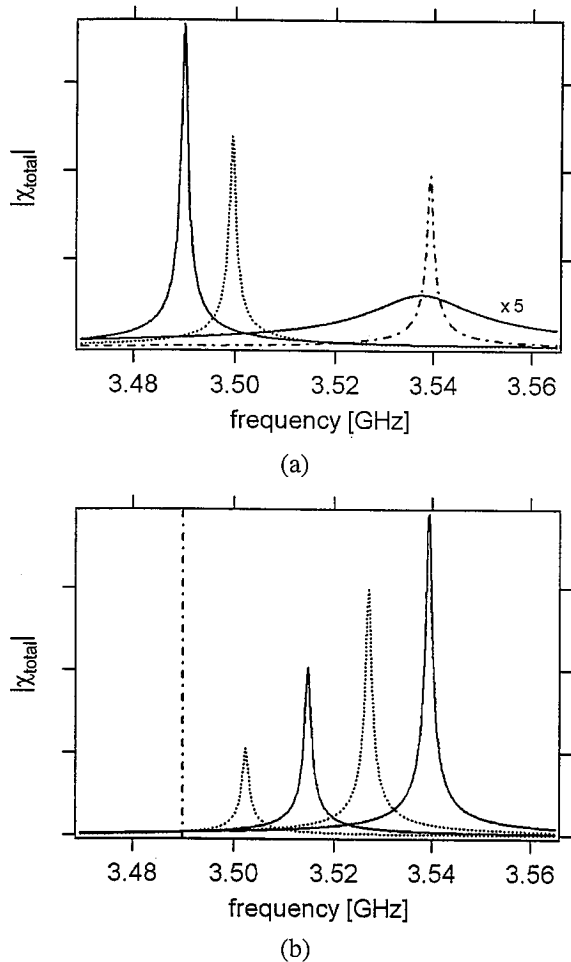 |χtotal|
x5
3.48 3.50 3.52 3.54 3.56
frequency [GHz]
(a)
|χtotal|
3.48 3.50 3.52 3.54 3.56
frequency [GHz]
(b)